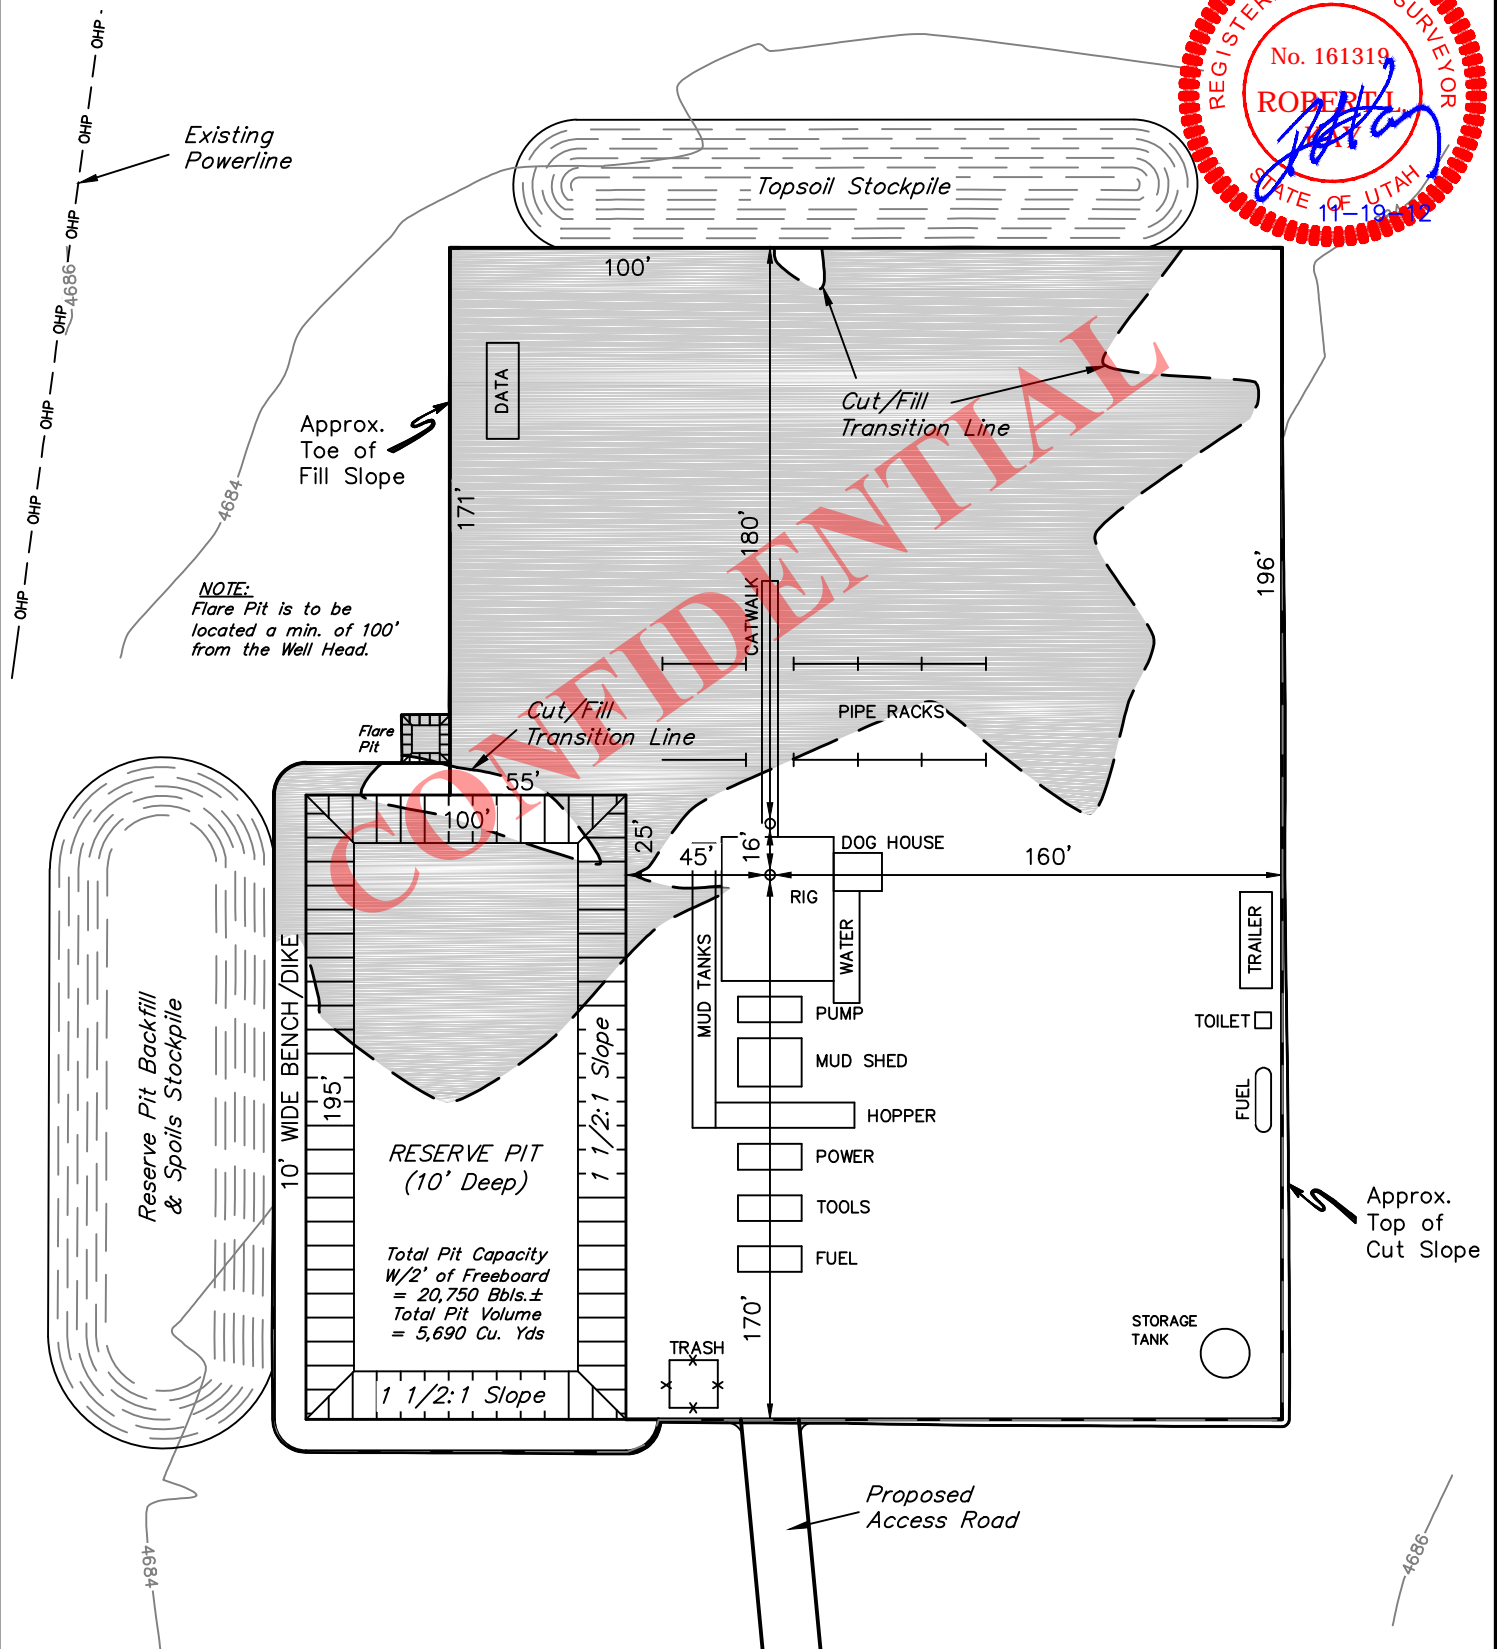 REGISTERED
SURVEYOR
No. 161319
ROBERT L.
KAY
STATE OF UTAH
11-19-12
OHP
OHP
OHP
OHP
OHP
OHP
OHP
Existing
Powerline
4686
Topsoil Stockpile
100'
DATA
Approx.
Toe of
Fill Slope
171'
4684
Cut/Fill
Transition Line
180'
196'
CATWALK
NOTE:
Flare Pit is to be
located a min. of 100'
from the Well Head.
CONFIDENTIAL
Flare
Pit
Cut/Fill
Transition Line
PIPE RACKS
55'
100'
25'
45'
16'
DOG HOUSE
160'
RIG
WATER
MUD TANKS
TRAILER
10' WIDE BENCH/DIKE
Reserve Pit Backfill
& Spoils Stockpile
195'
1 1/2:1 Slope
PUMP
TOILET
MUD SHED
FUEL
HOPPER
RESERVE PIT
(10' Deep)
POWER
TOOLS
FUEL
Approx.
Top of
Cut Slope
Total Pit Capacity
W/2' of Freeboard
= 20,750 Bbls.±
Total Pit Volume
= 5,690 Cu. Yds
170'
STORAGE
TANK
TRASH
1 1/2:1 Slope
Proposed
Access Road
4684
4686